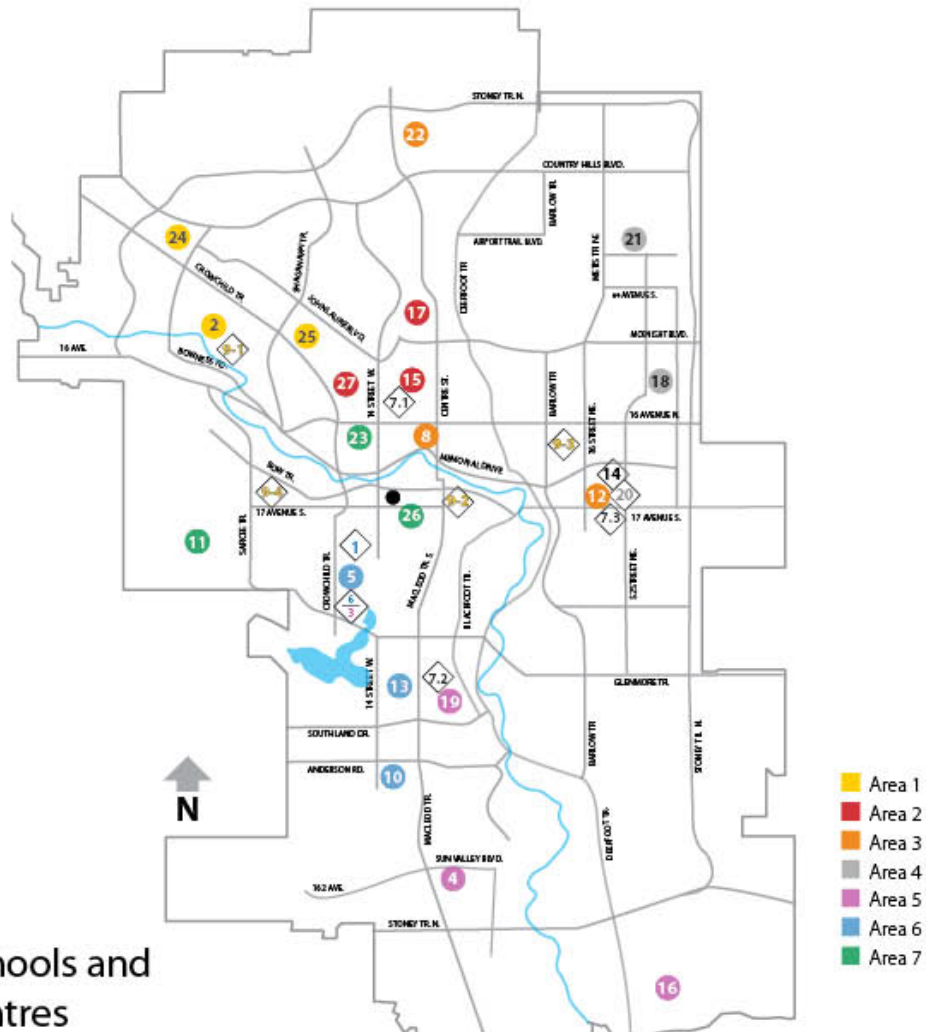 STONEY TR. N.
22
COUNTRY HILLS BLVD.
BARLOW TR.
24
SHAGANAPPI TR.
AIRPORT TRAIL BLVD.
METIS TR NE
21
CROWCHILD TR.
DEERFOOT TR
64 AVENUE S.
JOHN LAURIE BLVD.
17
2
25
MCKNIGHT BLVD.
16 AVE.
9-1
BOWNESS RD.
27
14 STREET W.
15
7.1
CENTRE ST.
BARLOW TR
18
36 STREET NE.
16 AVENUE N.
23
8
9-3
MEMORIAL DRIVE
BOW TR.
14
9-4
9-2
12
20
17 AVENUE S.
26
7.3
17 AVENUE S.
11
SARCEE TR.
1
CROWCHILD TR.
5
MACLEOD TR. S
BLACKFOOT TR.
52 STREET NE.
6
3
14 STREET W.
13
7.2
GLENMORE TR.
19
SOUTHLAND DR.
BARLOW TR
STONEY TR. N.
ANDERSON RD.
10
N
MACLEOD TR.
DEERFOOT TR.
SUN VALLEY BLVD.
162 AVE.
4
STONEY TR. N.
16
Area 1
Area 2
Area 3
Area 4
Area 5
Area 6
Area 7
hools and
ntres